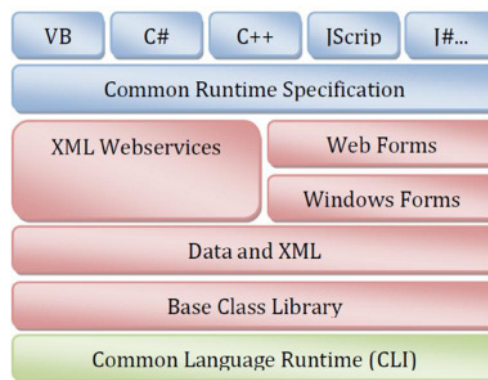 VB
C#
C++
JScrip
J#...
Common Runtime Specification
XML Webservices
Web Forms
Windows Forms
Data and XML
Base Class Library
Common Language Runtime (CLI)